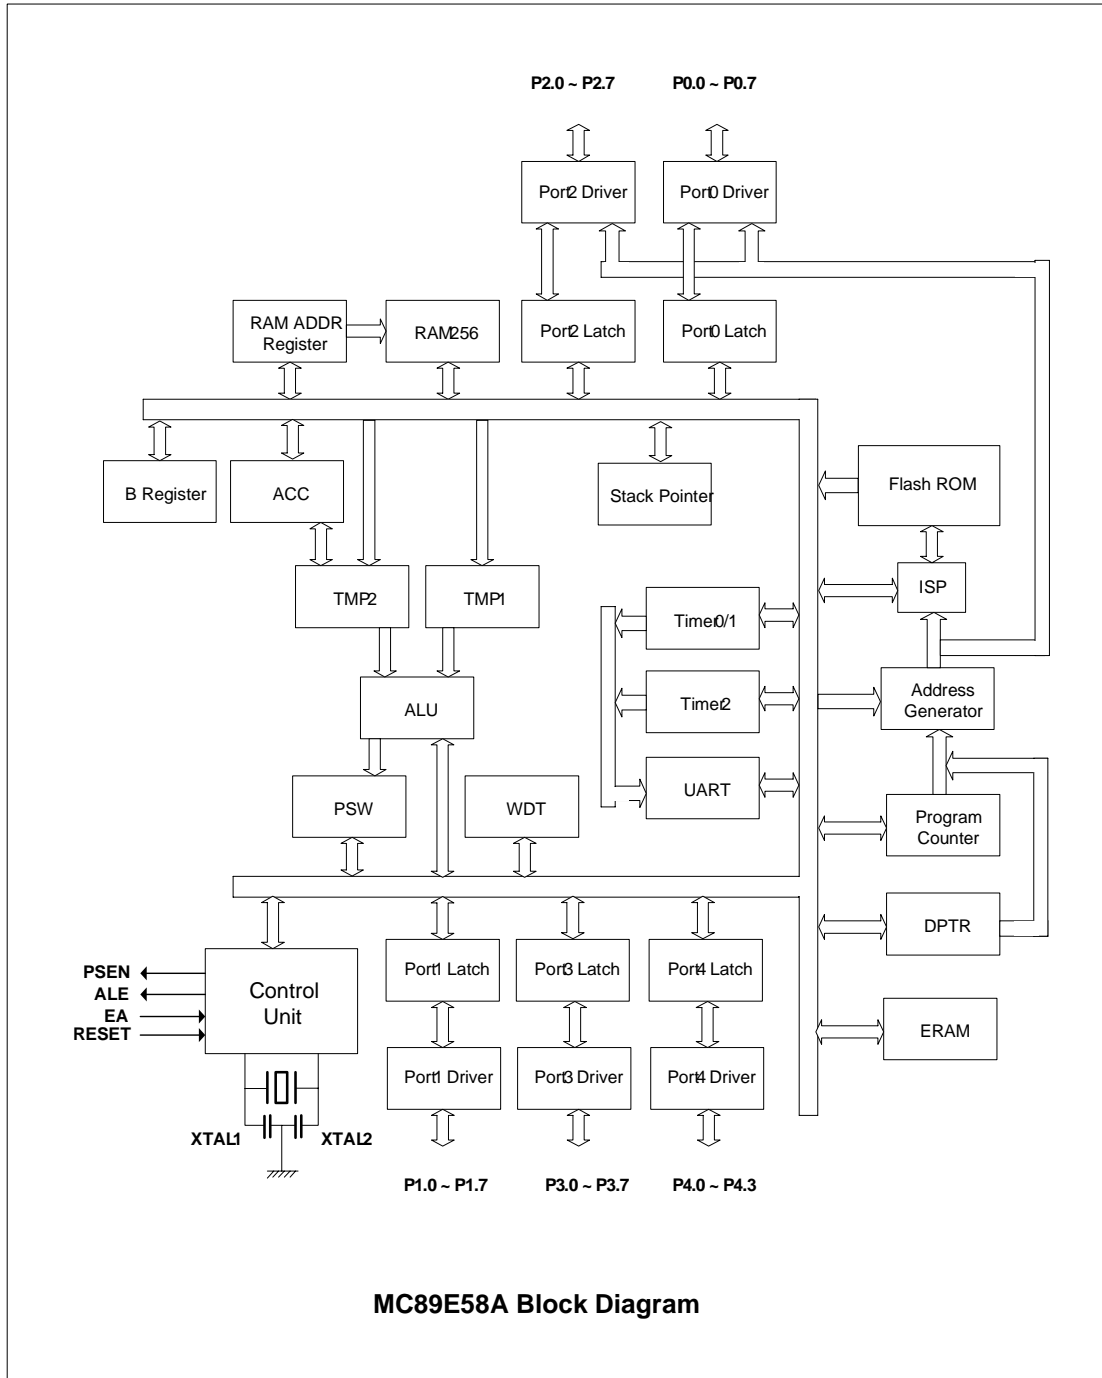 P2.0 ~ P2.7
P0.0 ~ P0.7
Port2 Driver
Port0 Driver
RAM ADDR
Register
RAM256
Port2 Latch
Port0 Latch
B Register
ACC
Stack Pointer
Flash ROM
TMP2
TMP1
ISP
Timer0/1
ALU
Timer2
Address
Generator
PSW
WDT
UART
Program
Counter
DPTR
PSEN
ALE
EA
RESET
Control
Unit
Port1 Latch
Port3 Latch
Port4 Latch
ERAM
Port1 Driver
Port3 Driver
Port4 Driver
XTAL1
XTAL2
P1.0 ~ P1.7
P3.0 ~ P3.7
P4.0 ~ P4.3
MC89E58A Block Diagram